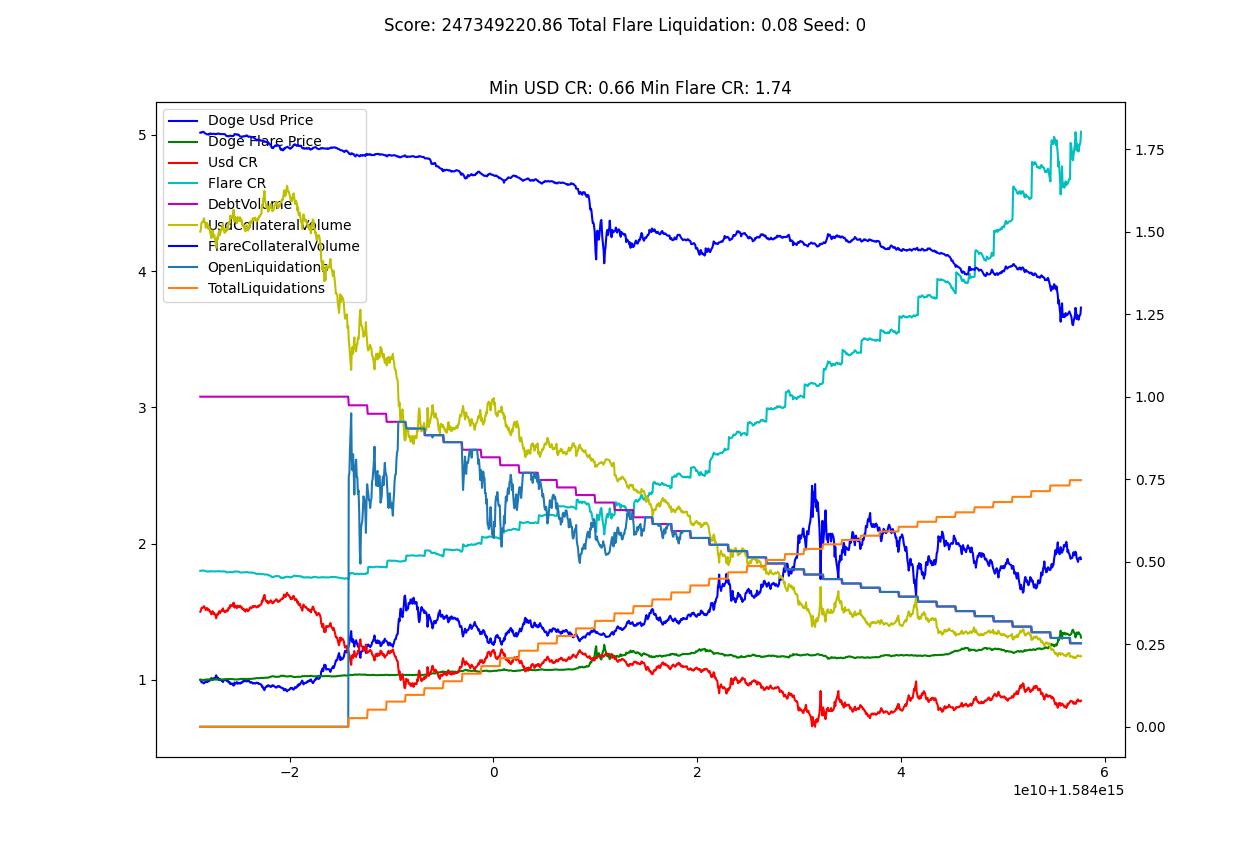 Score: 247349220.86 Total Flare Liquidation: 0.08 Seed: 0
Min USD CR: 0.66 Min Flare CR: 1.74
Doge Usd Price
Doge Flare Price
Usd CR
Flare CR
DebtVolume
UsdCollateralVolume
FlareCollateralVolume
OpenLiquidations
TotalLiquidations
5
4
3
2
1
1.75
1.50
1.25
1.00
0.75
0.50
0.25
0.00
−2 0 2 4 6
1e10+1.584e15